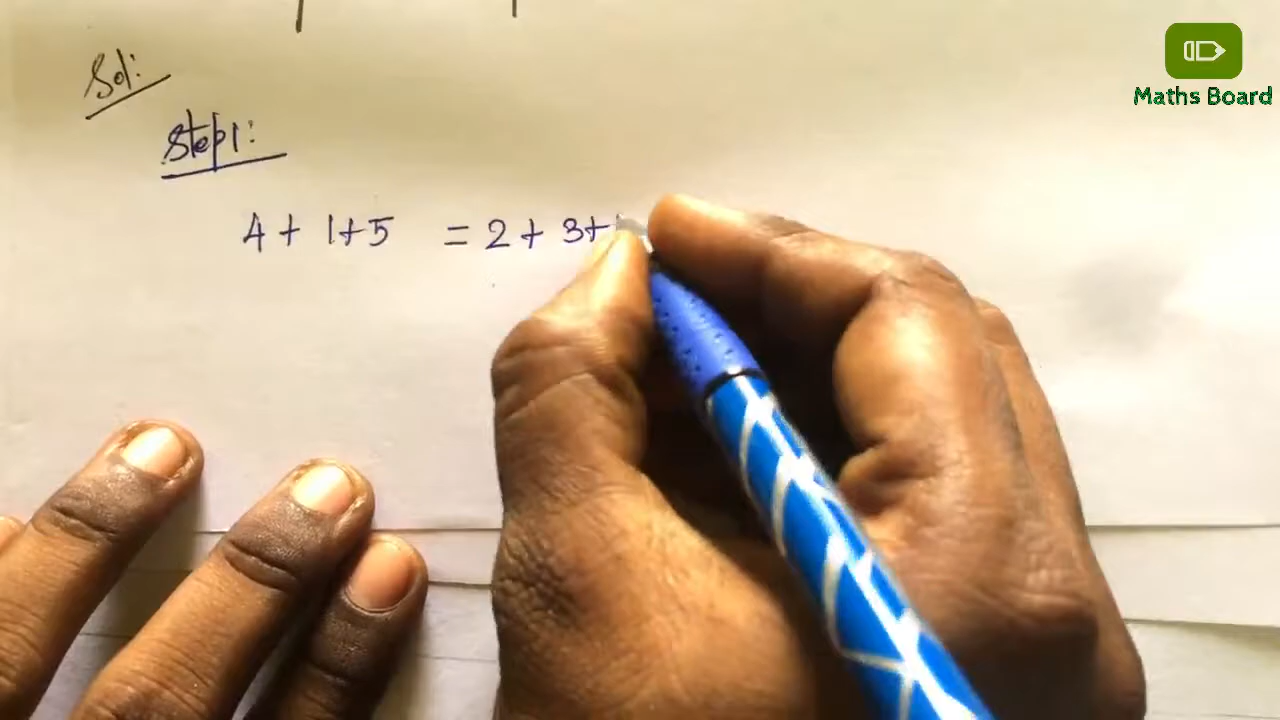 Sol:
Step1:
4 + 1+5 = 2 + 3+
Maths Board